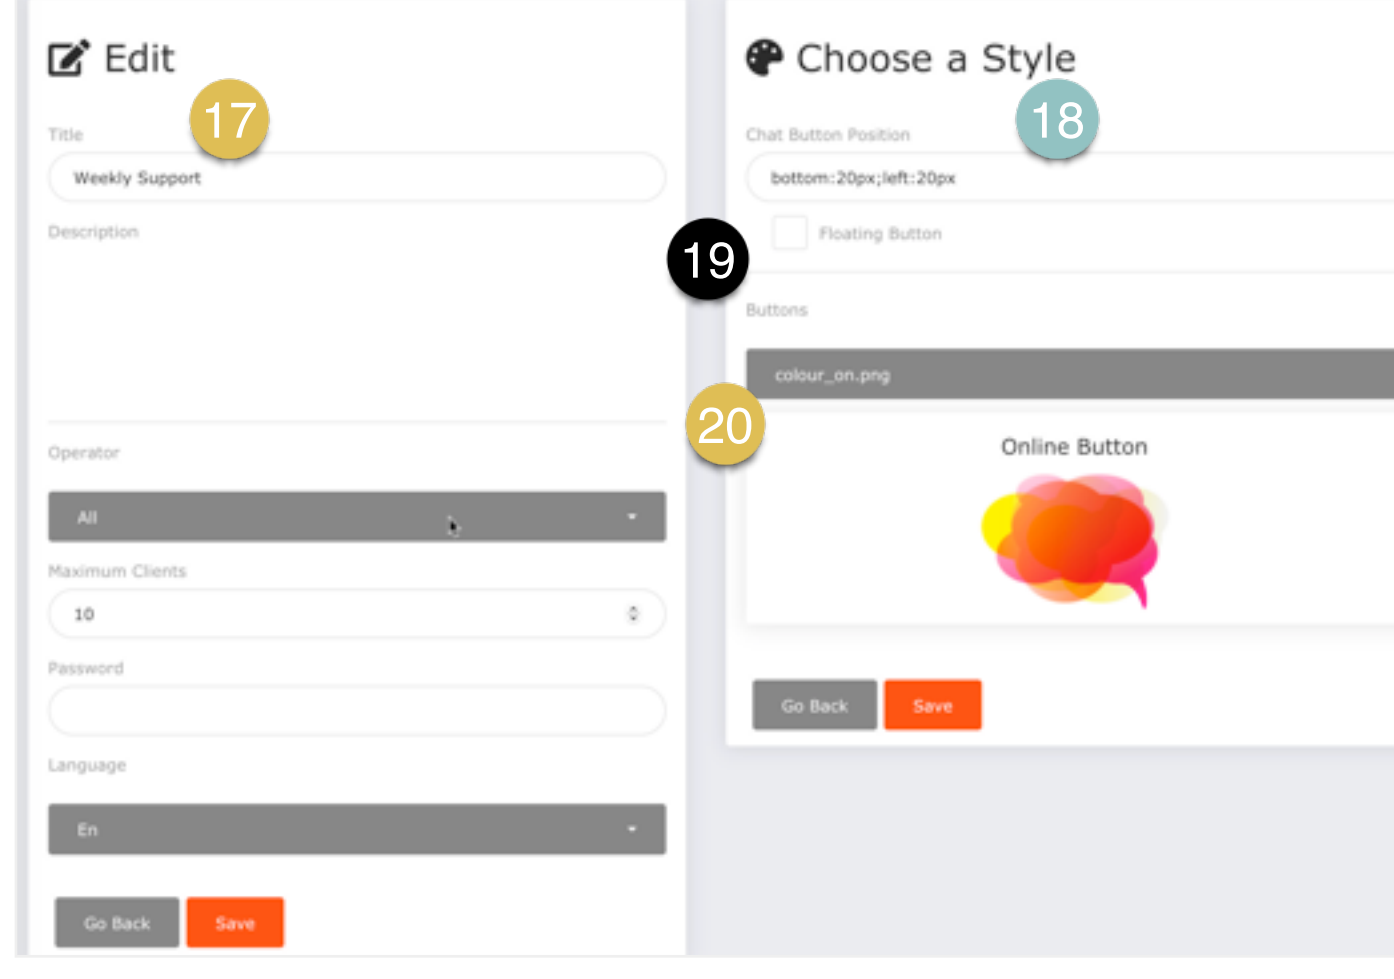 Edit
17
Title
Weekly Support
Description
Operator
All
Maximum Clients
10
Password
Language
En
Go Back
Save
Choose a Style
18
Chat Button Position
bottom:20px;left:20px
19
Floating Button
Buttons
colour_on.png
20
Online Button
Go Back
Save